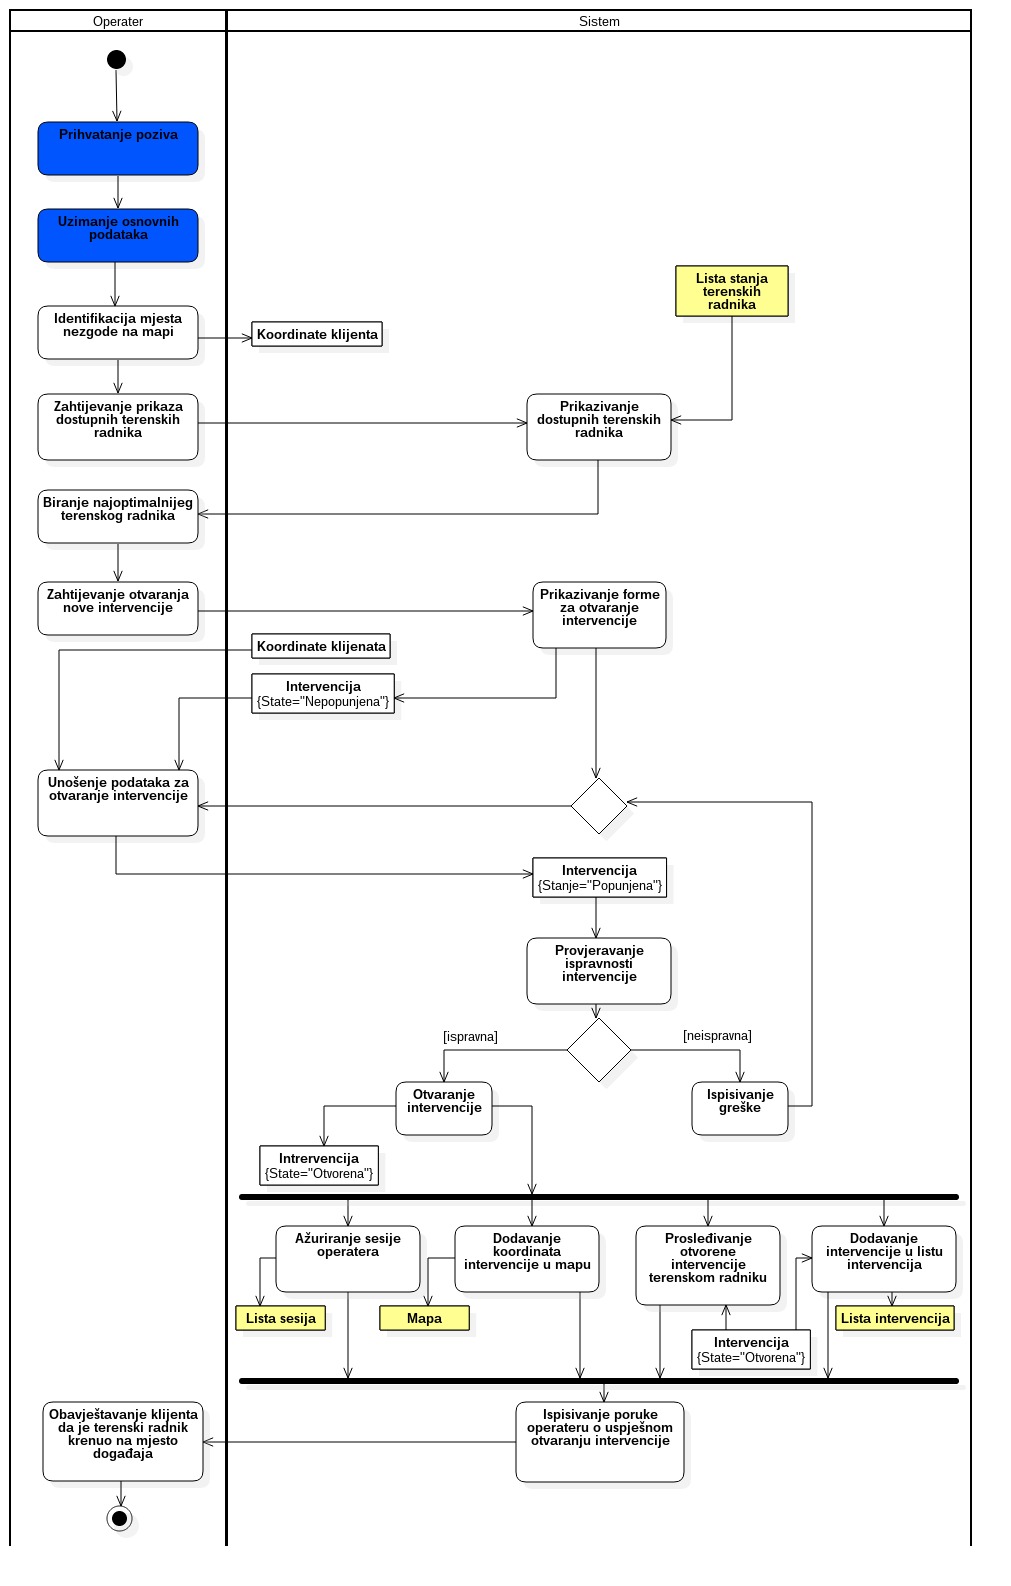 Operater
Sistem
Prihvatanje poziva
Uzimanje osnovnih
podataka
Lista stanja
terenskih
radnika
Identifikacija mjesta
nezgode na mapi
Koordinate klijenta
Zahtijevanje prikaza
dostupnih terenskih
radnika
Prikazivanje
dostupnih terenskih
radnika
Biranje najoptimalnijeg
terenskog radnika
Zahtijevanje otvaranja
nove intervencije
Prikazivanje forme
za otvaranje
intervencije
Koordinate klijenata
Intervencija
{State="Nepopunjena"}
Unošenje podataka za
otvaranje intervencije
Intervencija
{Stanje="Popunjena"}
Provjeravanje
ispravnosti
intervencije
[ispravna]
[neispravna]
Otvaranje
intervencije
Ispisivanje
greške
Intrervencija
{State="Otvorena"}
Ažuriranje sesije
operatera
Dodavanje
koordinata
intervencije u mapu
Prosleđivanje
otvorene
intervencije
terenskom radniku
Dodavanje
intervencije u listu
intervencija
Lista sesija
Mapa
Lista intervencija
Intervencija
{State="Otvorena"}
Obavještavanje klijenta
da je terenski radnik
krenuo na mjesto
događaja
Ispisivanje poruke
operateru o uspješnom
otvaranju intervencije